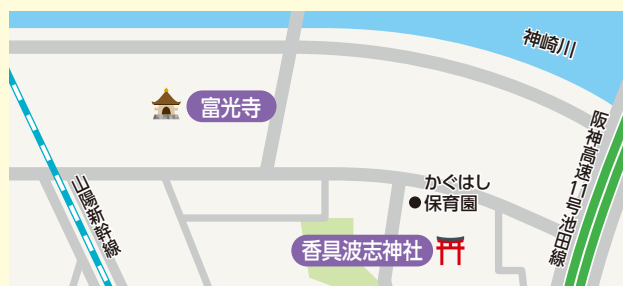 神崎川
富光寺
阪神高速11号池田線
山陽新幹線
かぐはし
保育園
香具波志神社